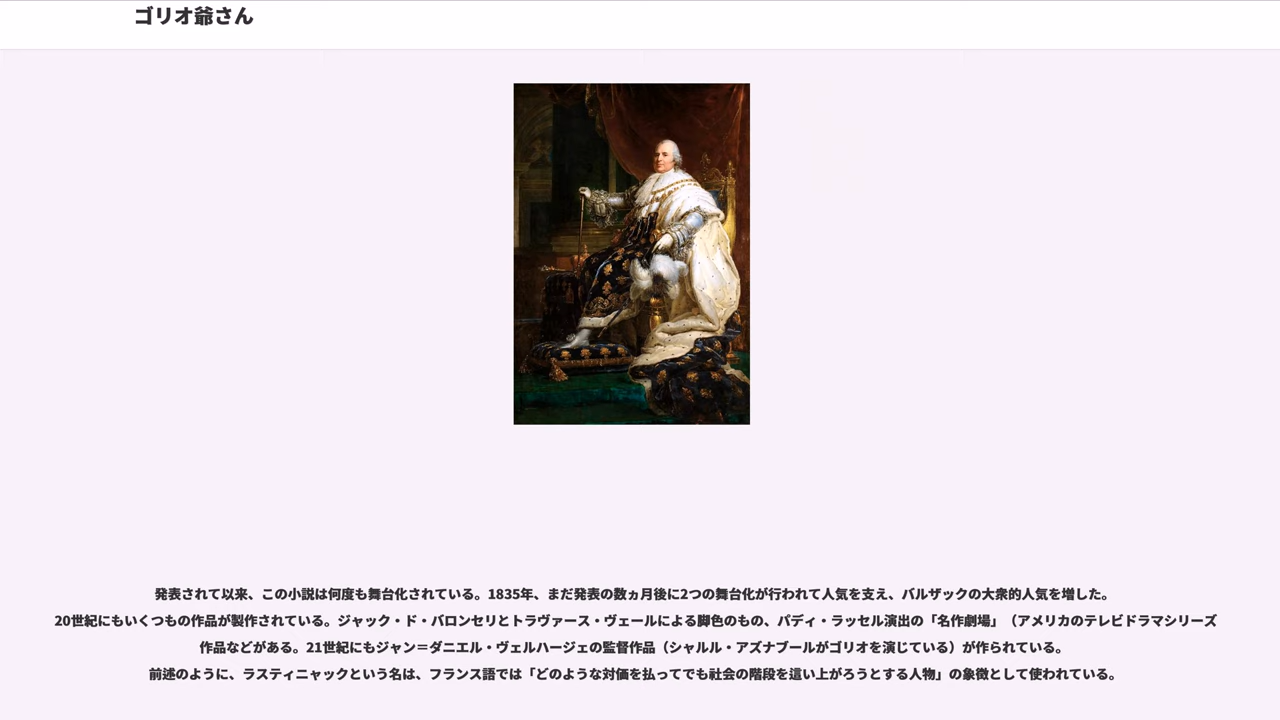 ゴリオ爺さん
発表されて以来、この小説は何度も舞台化されている。1835年、まだ発表の数ヵ月後に2つの舞台化が行われて人気を支え、バルザックの大衆的人気を増した。
20世紀にもいくつもの作品が製作されている。ジャック・ド・バロンセリとトラヴァース・ヴェールによる脚色のもの、パディ・ラッセル演出の「名作劇場」（アメリカのテレビドラマシリーズ
作品などがある。21世紀にもジャン＝ダニエル・ヴェルハージェの監督作品（シャルル・アズナブールがゴリオを演じている）が作られている。
前述のように、ラスティニャックという名は、フランス語では「どのような対価を払ってでも社会の階段を這い上がろうとする人物」の象徴として使われている。